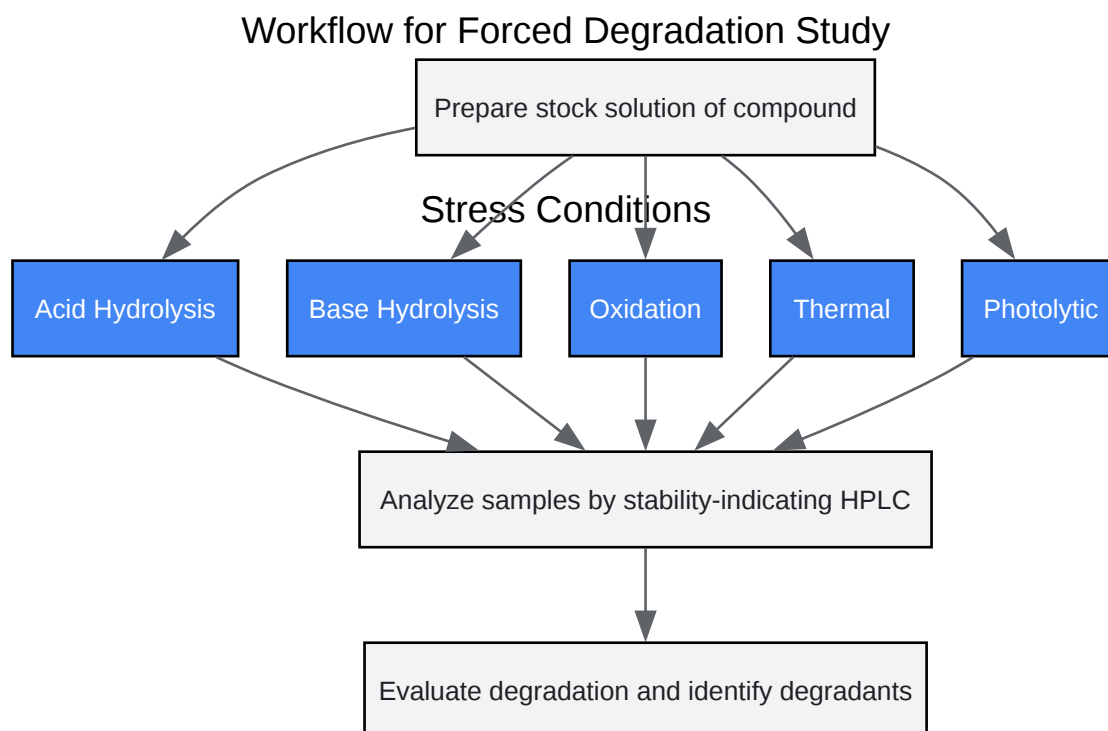 Workflow for Forced Degradation Study
Prepare stock solution of compound
Stress Conditions
Acid Hydrolysis
Base Hydrolysis
Oxidation
Thermal
Photolytic
Analyze samples by stability-indicating HPLC
Evaluate degradation and identify degradants